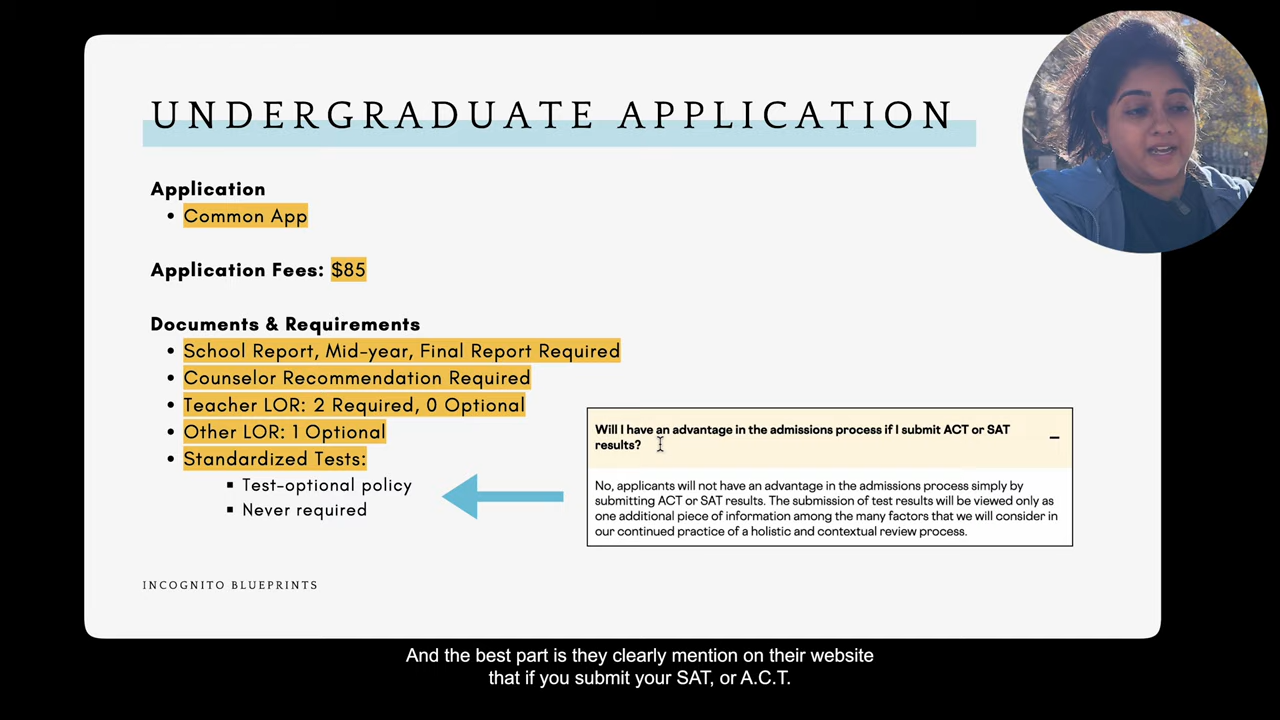 UNDERGRADUATE APPLICATION
Application
• Common App
Application Fees: $85
Documents & Requirements
• School Report, Mid-year, Final Report Required
• Counselor Recommendation Required
• Teacher LOR: 2 Required, 0 Optional
• Other LOR: 1 Optional
• Standardized Tests:
▪ Test-optional policy
▪ Never required
Will I have an advantage in the admissions process if I submit ACT or SAT
results?
No, applicants will not have an advantage in the admissions process simply by
submitting ACT or SAT results. The submission of test results will be viewed only as
one additional piece of information among the many factors that we will consider in
our continued practice of a holistic and contextual review process.
INCOGNITO BLUEPRINTS
And the best part is they clearly mention on their website
that if you submit your SAT, or A.C.T.